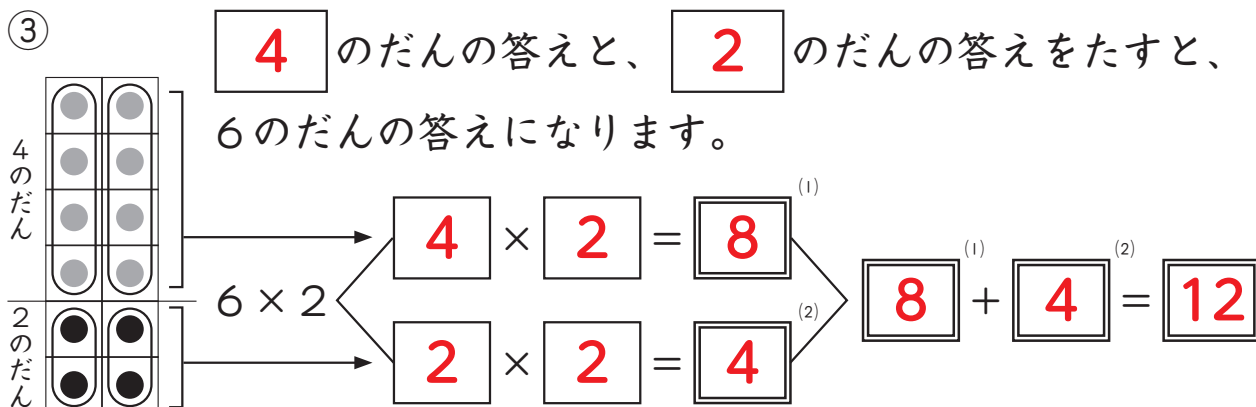 ③
4 のだんの答えと、 2 のだんの答えをたすと、
6のだんの答えになります。
4のだん
2のだん
6×2
4 × 2 = 8 (1)
2 × 2 = 4 (2)
8 (1) + 4 (2) = 12